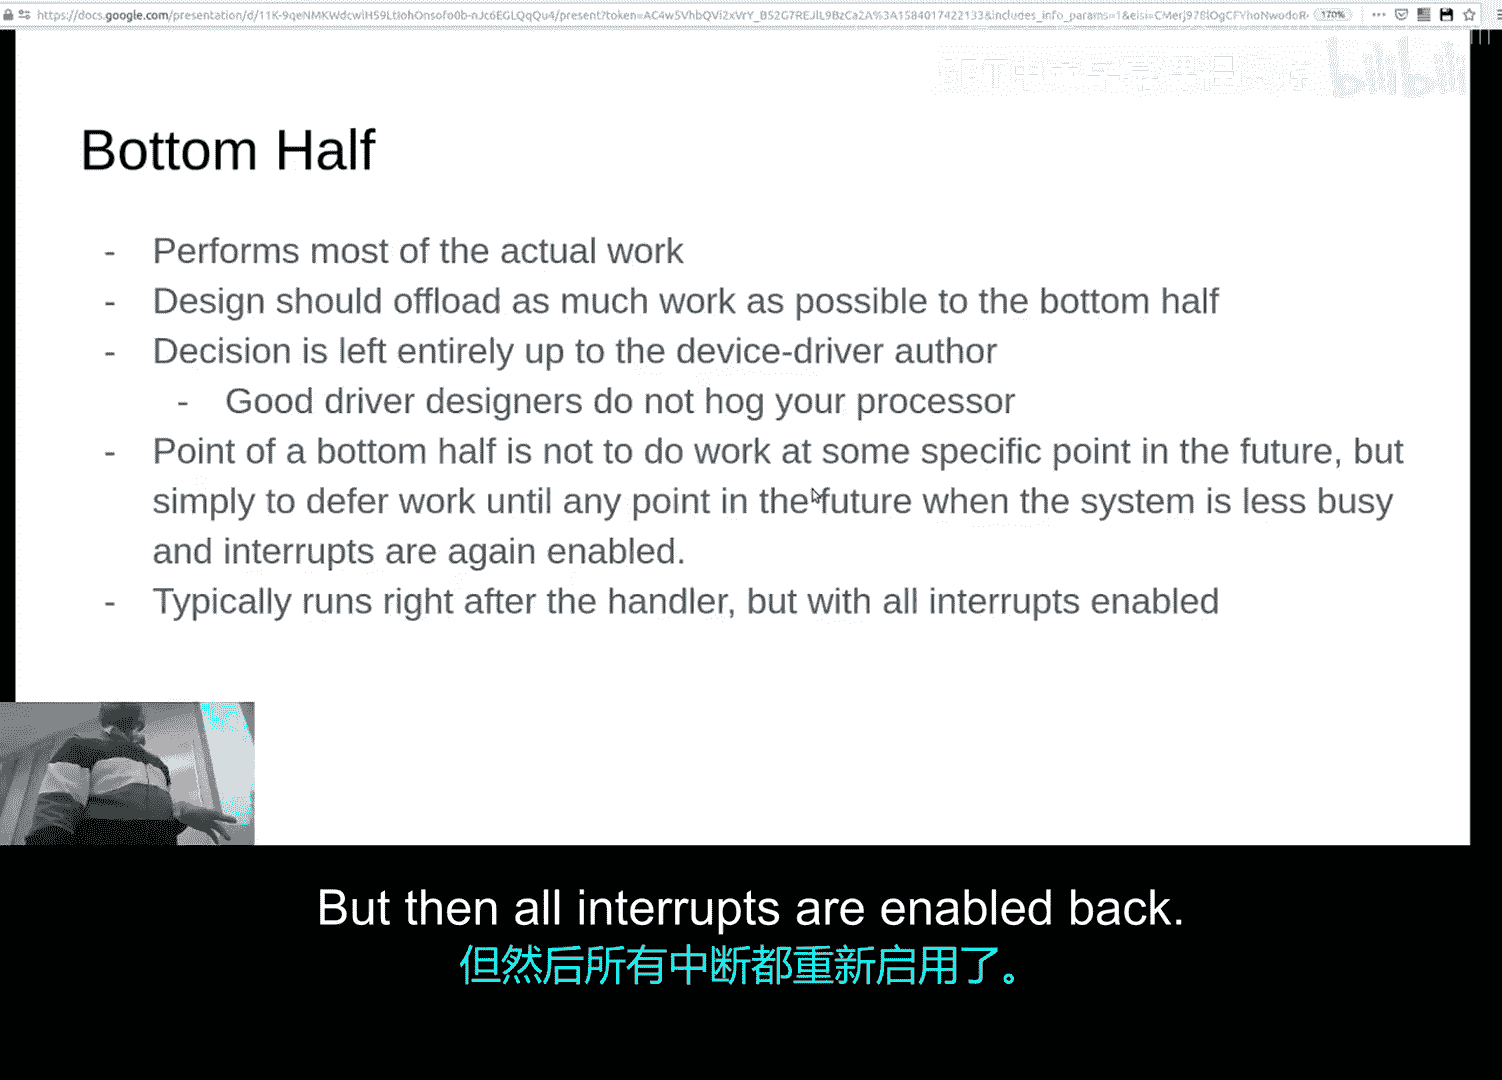 170%
Bottom Half
- Performs most of the actual work
- Design should offload as much work as possible to the bottom half
- Decision is left entirely up to the device-driver author
- Good driver designers do not hog your processor
- Point of a bottom half is not to do work at some specific point in the future, but
simply to defer work until any point in the future when the system is less busy
and interrupts are again enabled.
- Typically runs right after the handler, but with all interrupts enabled
But then all interrupts are enabled back.
但然后所有中断都重新启用了。